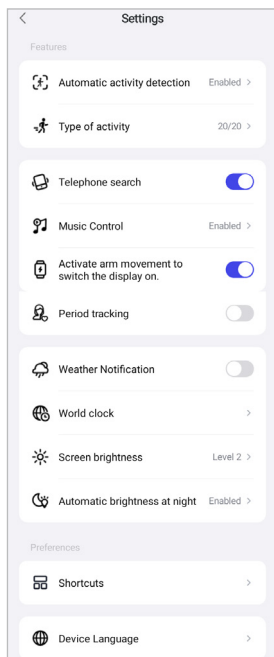 Settings
Features
Automatic activity detection Enabled
Type of activity 20/20
Telephone search
Music Control Enabled
Activate arm movement to
switch the display on.
Period tracking
Weather Notification
World clock
Screen brightness Level 2
Automatic brightness at night Enabled
Preferences
Shortcuts
Device Language